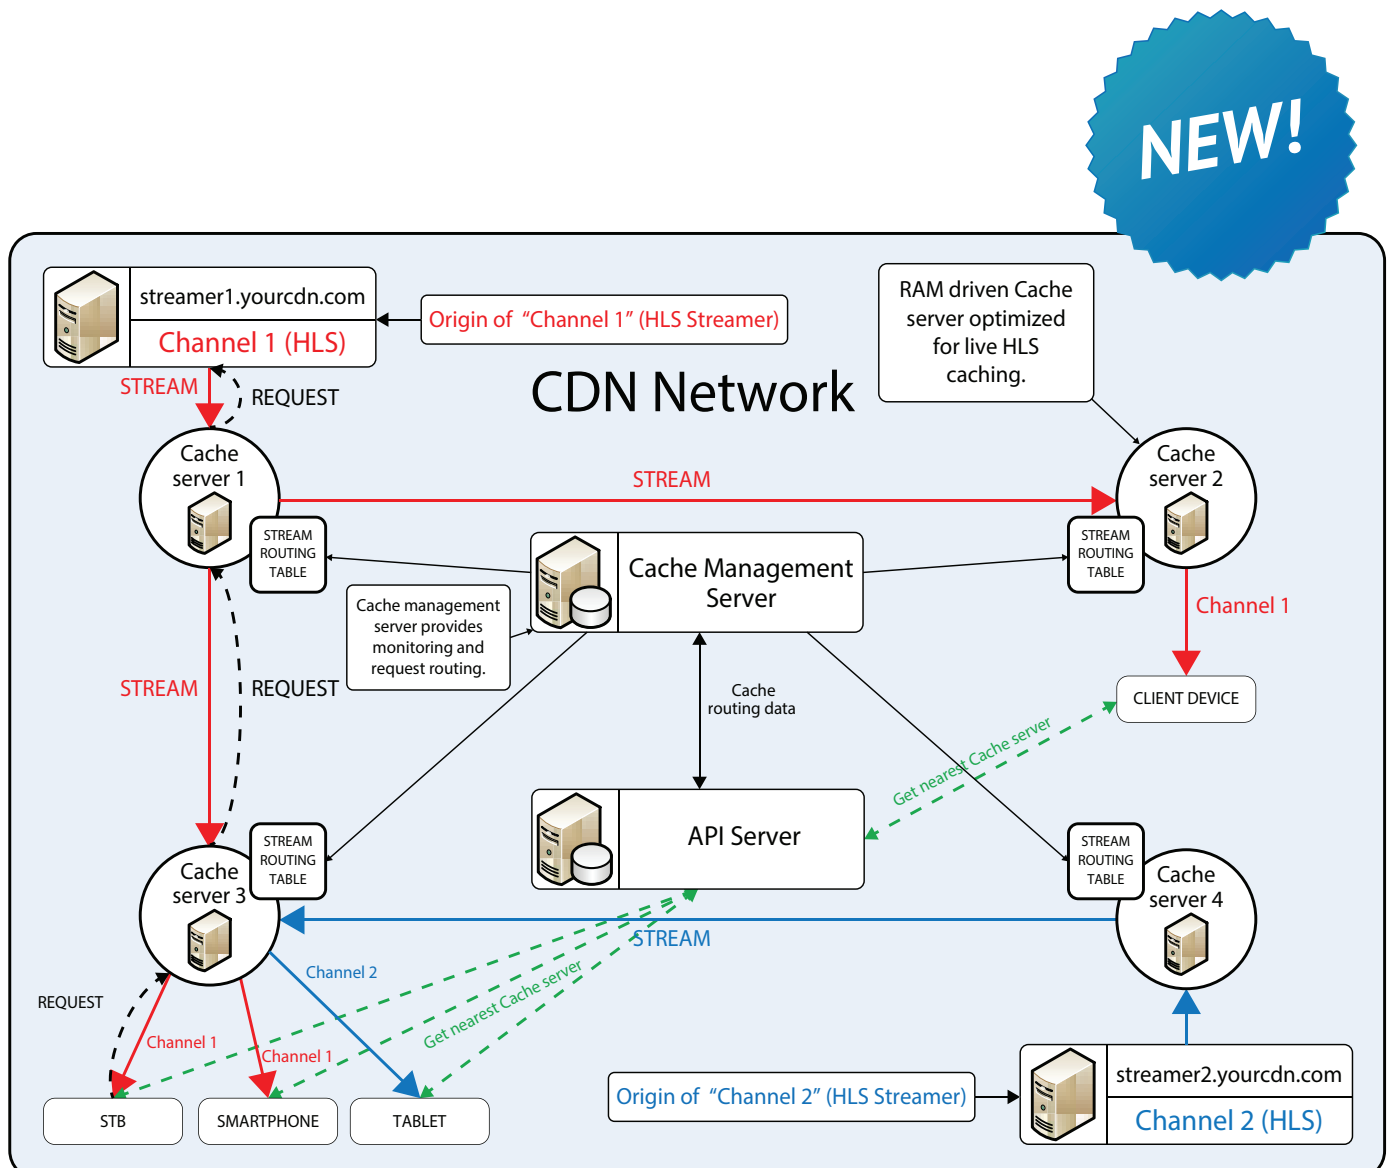 NEW!
streamer1.yourcdn.com
Channel 1 (HLS)
Origin of “Channel 1” (HLS Streamer)
RAM driven Cache
server optimized
for live HLS
caching.
CDN Network
STREAM
REQUEST
Cache
server 1
STREAM
Cache
server 2
STREAM
ROUTING
TABLE
STREAM
ROUTING
TABLE
Cache Management
Server
Cache management
server provides
monitoring and
request routing.
Channel 1
STREAM
REQUEST
Cache
routing data
CLIENT DEVICE
Get nearest Cache server
API Server
STREAM
ROUTING
TABLE
Cache
server 3
STREAM
ROUTING
TABLE
Cache
server 4
STREAM
Channel 2
REQUEST
Get nearest Cache server
Channel 1
Channel 1
STB
SMARTPHONE
TABLET
Origin of “Channel 2” (HLS Streamer)
streamer2.yourcdn.com
Channel 2 (HLS)